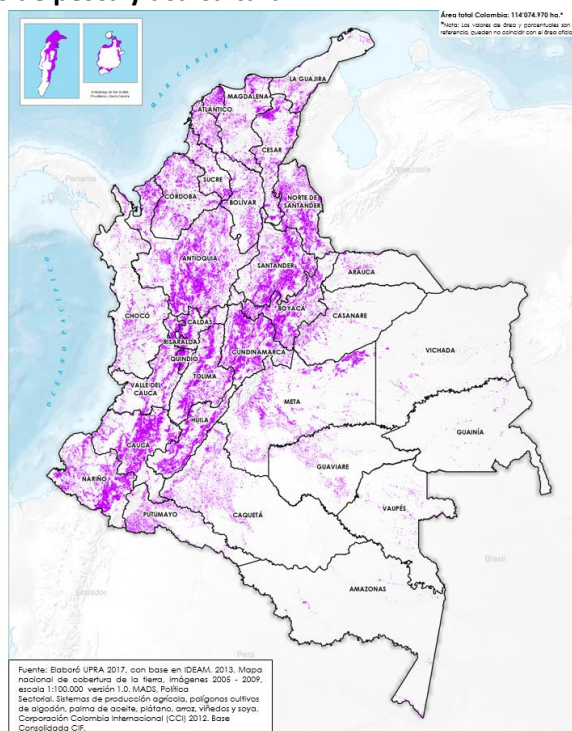 Área total Colombia: 114'074.970 ha.*
*Nota: Los valores de área y porcentuales son
referencia, pueden no coincidir con el área oficial
MAR CARIBE
LA GUAJIRA
MAGDALENA
ATLÁNTICO
CESAR
Panamá
Venezuela
SUCRE
CÓRDOBA
BOLÍVAR
NORTE DE
SANTANDER
ANTIOQUIA
SANTANDER
ARAUCA
BOYACÁ
CHOCÓ
CALDAS
CASANARE
RISARALDA
CUNDINAMARCA
VICHADA
QUINDÍO
OCEANO PACIFICO
TOLIMA
VALLE DEL
CAUCA
META
HUILA
GUAINÍA
CAUCA
GUAVIARE
NARIÑO
VAUPÉS
PUTUMAYO
CAQUETÁ
Ecuador
Brasil
AMAZONAS
Perú
Fuente: Elaboró UPRA 2017, con base en IDEAM, 2013. Mapa
nacional de cobertura de la tierra, imágenes 2005 - 2009,
escala 1:100.000 versión 1.0. MADS, Política
Sectorial. Sistemas de producción agrícola, polígonos cultivos
de algodón, palma de aceite, plátano, arroz, viñedos y soya.
Corporación Colombia Internacional (CCI) 2012. Base
Consolidada CIF.